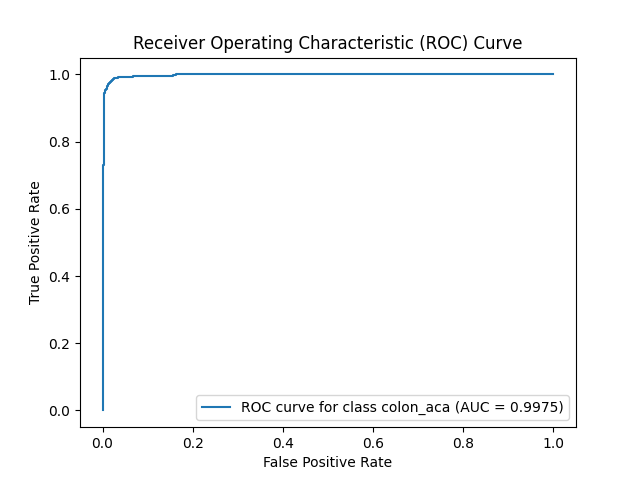 Receiver Operating Characteristic (ROC) Curve
1.0
0.8
0.6
0.4
0.2
0.0
True Positive Rate
ROC curve for class colon_aca (AUC = 0.9975)
0.0 0.2 0.4 0.6 0.8 1.0
False Positive Rate